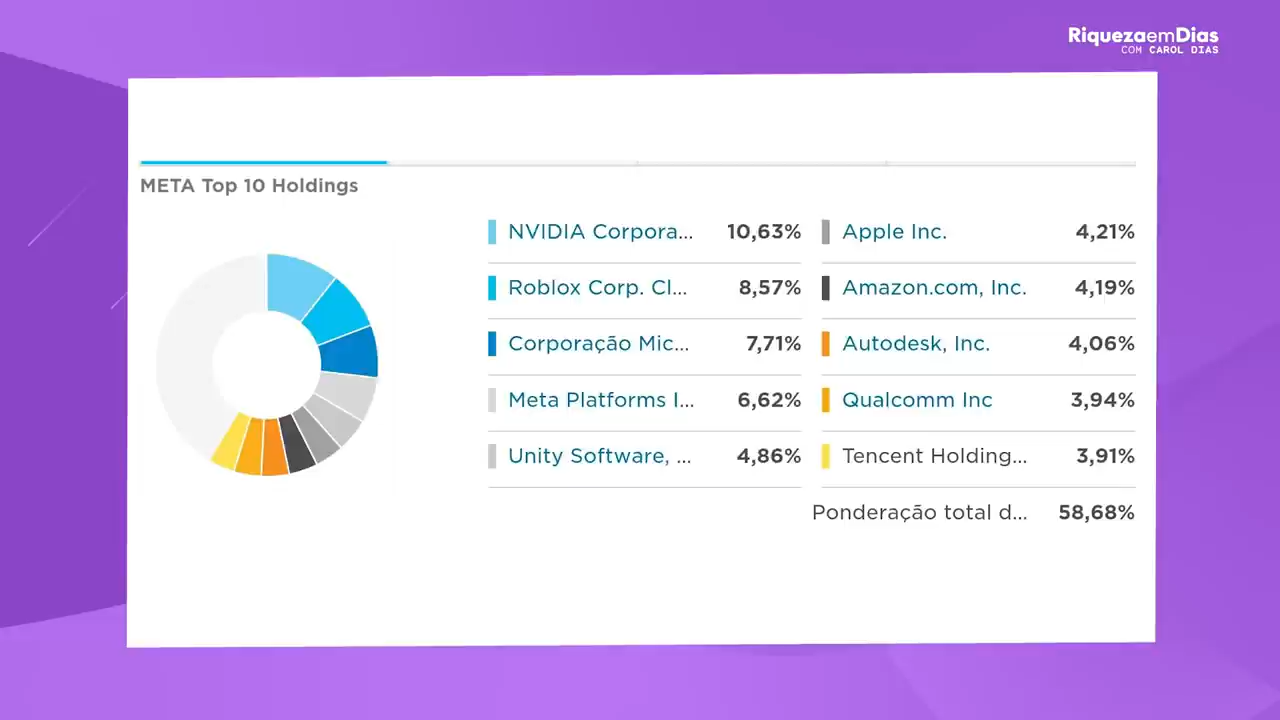 RiquezaemDias
COM CAROL DIAS
META Top 10 Holdings
NVIDIA Corpora... 10,63%
Roblox Corp. Cl... 8,57%
Corporação Mic... 7,71%
Meta Platforms I... 6,62%
Unity Software, ... 4,86%
Apple Inc. 4,21%
Amazon.com, Inc. 4,19%
Autodesk, Inc. 4,06%
Qualcomm Inc 3,94%
Tencent Holding... 3,91%
Ponderação total d... 58,68%